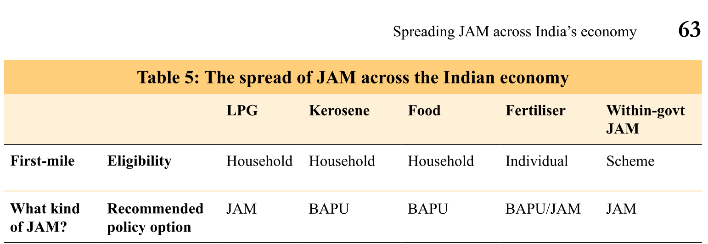 Spreading JAM across India's economy 63
Table 5: The spread of JAM across the Indian economy
LPG Kerosene Food Fertiliser Within-govt
JAM
First-mile Eligibility Household Household Household Individual Scheme
What kind Recommended JAM BAPU BAPU BAPU/JAM JAM
of JAM? policy option